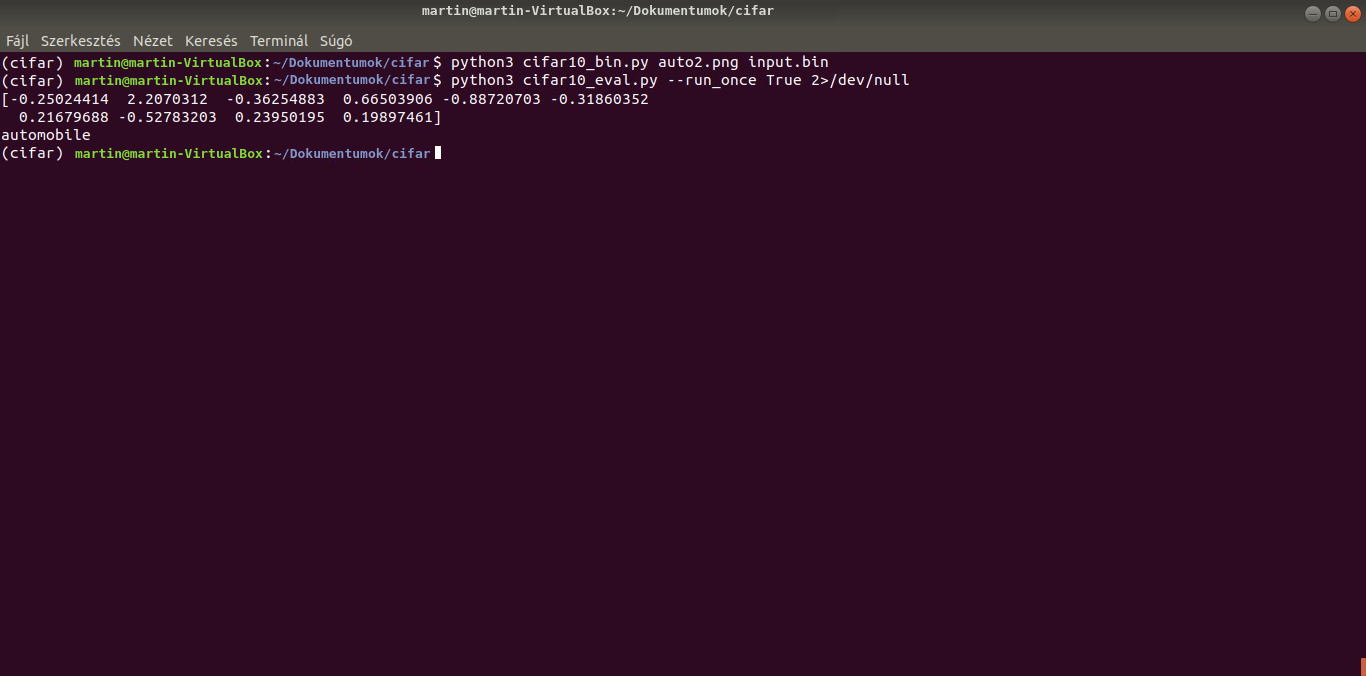 martin@martin-VirtualBox:~/Dokumentumok/cifar
Fájl Szerkesztés Nézet Keresés Terminál Súgó
(cifar) martin@martin-VirtualBox:~/Dokumentumok/cifar$ python3 cifar10_bin.py auto2.png input.bin
(cifar) martin@martin-VirtualBox:~/Dokumentumok/cifar$ python3 cifar10_eval.py --run_once True 2>/dev/null
[-0.25024414  2.2070312  -0.36254883  0.66503906 -0.88720703 -0.31860352
  0.21679688 -0.52783203  0.23950195  0.19897461]
automobile
(cifar) martin@martin-VirtualBox:~/Dokumentumok/cifar